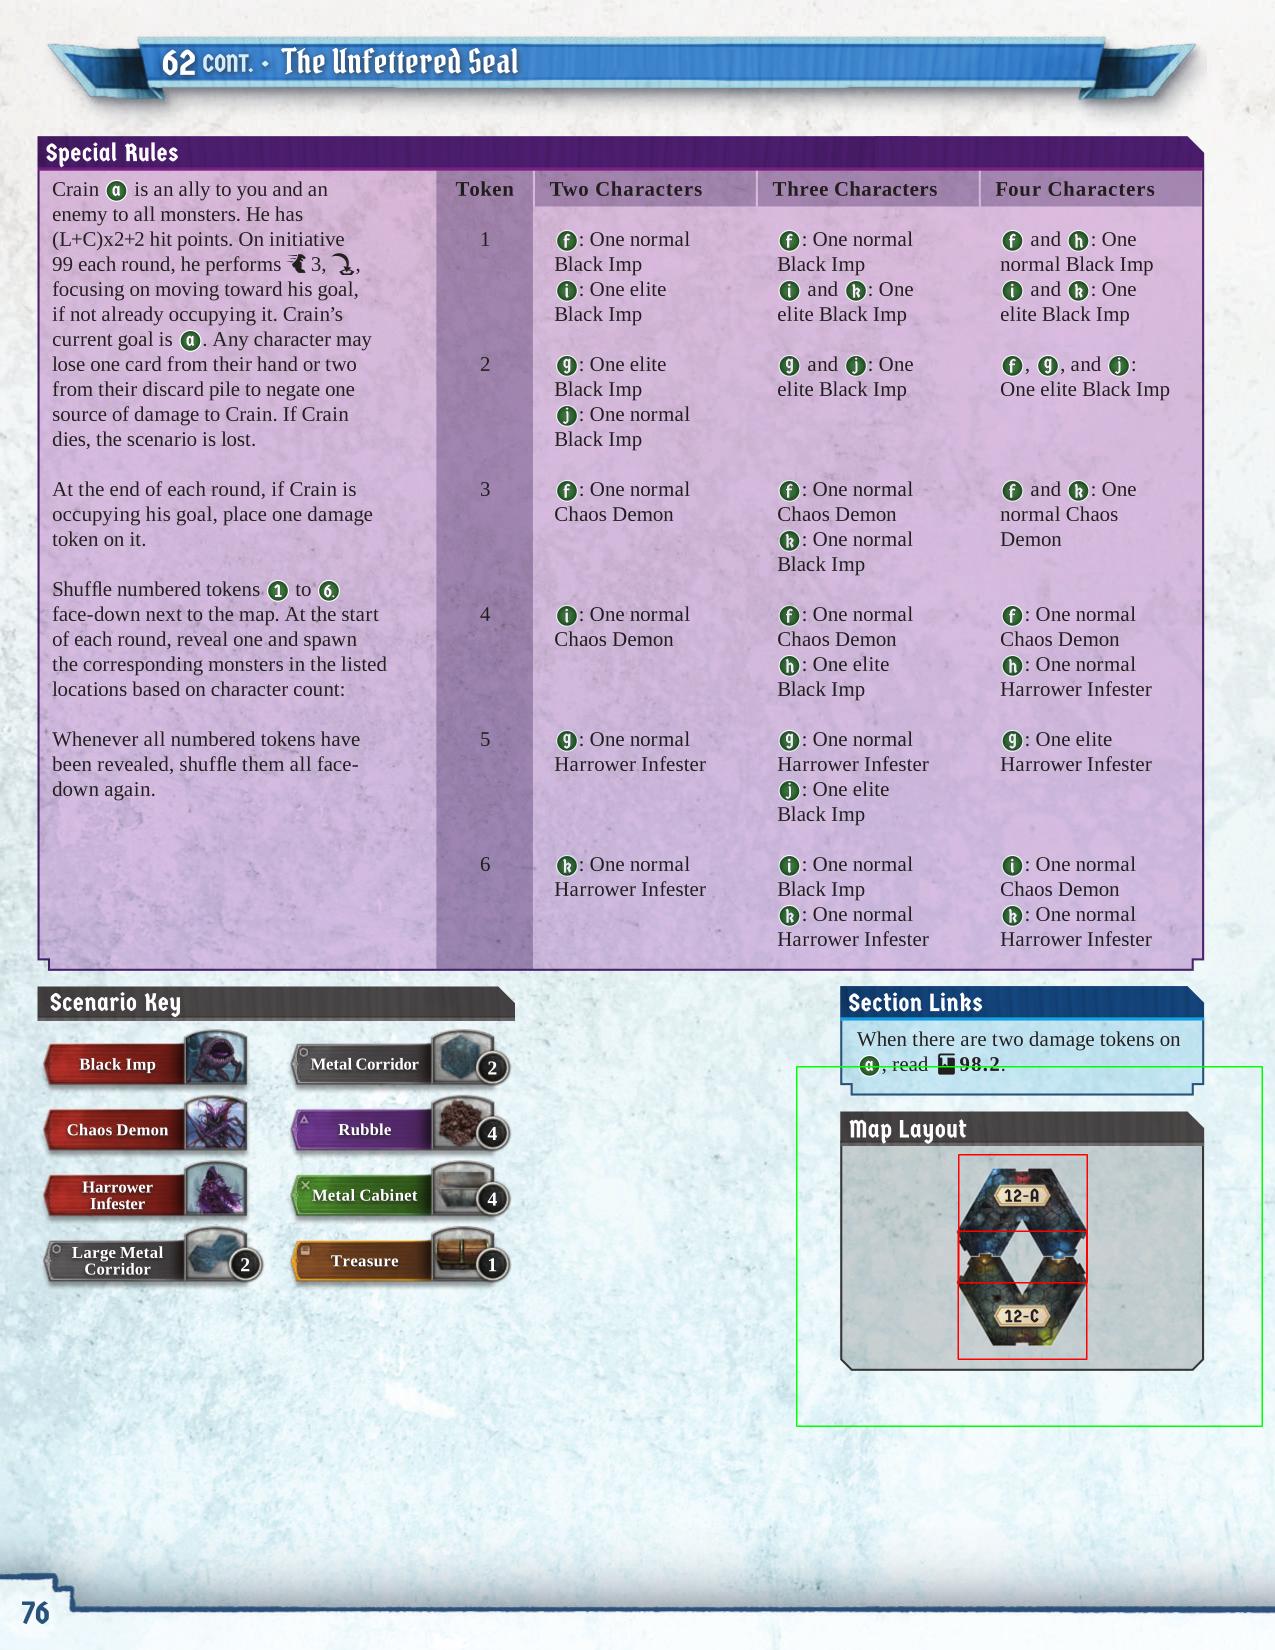 62 CONT. · The Unfettered Seal
Special Rules
Crain a is an ally to you and an
enemy to all monsters. He has
(L+C)x2+2 hit points. On initiative
99 each round, he performs 3, ,
focusing on moving toward his goal,
if not already occupying it. Crain’s
current goal is a. Any character may
lose one card from their hand or two
from their discard pile to negate one
source of damage to Crain. If Crain
dies, the scenario is lost.
At the end of each round, if Crain is
occupying his goal, place one damage
token on it.
Shuffle numbered tokens 1 to 6
face-down next to the map. At the start
of each round, reveal one and spawn
the corresponding monsters in the listed
locations based on character count:
Whenever all numbered tokens have
been revealed, shuffle them all face-
down again.
Token Two Characters Three Characters Four Characters
1
f: One normal
Black Imp
i: One elite
Black Imp
f: One normal
Black Imp
i and k: One
elite Black Imp
f and h: One
normal Black Imp
i and k: One
elite Black Imp
2
g: One elite
Black Imp
j: One normal
Black Imp
g and j: One
elite Black Imp
f, g, and j:
One elite Black Imp
3
f: One normal
Chaos Demon
f: One normal
Chaos Demon
k: One normal
Black Imp
f and k: One
normal Chaos
Demon
4
i: One normal
Chaos Demon
f: One normal
Chaos Demon
h: One elite
Black Imp
f: One normal
Chaos Demon
h: One normal
Harrower Infester
5
g: One normal
Harrower Infester
g: One normal
Harrower Infester
j: One elite
Black Imp
g: One elite
Harrower Infester
6
k: One normal
Harrower Infester
i: One normal
Black Imp
k: One normal
Harrower Infester
i: One normal
Chaos Demon
k: One normal
Harrower Infester
Scenario Key
Black Imp
Chaos Demon
Harrower
Infester
Large Metal
Corridor
2
Metal Corridor
2
Rubble
4
Metal Cabinet
4
Treasure
1
Section Links
When there are two damage tokens on
a, read 98.2.
Map Layout
12-A
12-C
76